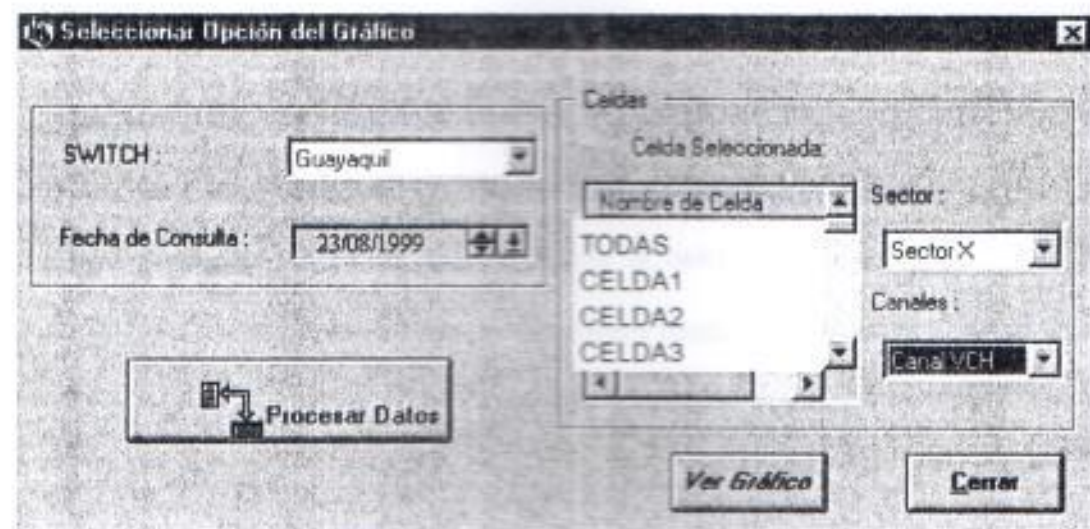 Seleccionar Opción del Gráfico
SWITCH :
Guayaquil
Fecha de Consulta :
23/08/1999
Procesar Datos
Celdas
Celda Seleccionada:
Nombre de Celda
TODAS
CELDA1
CELDA2
CELDA3
Sector :
Sector X
Canales :
Canal VCH
Ver Gráfico
Cerrar